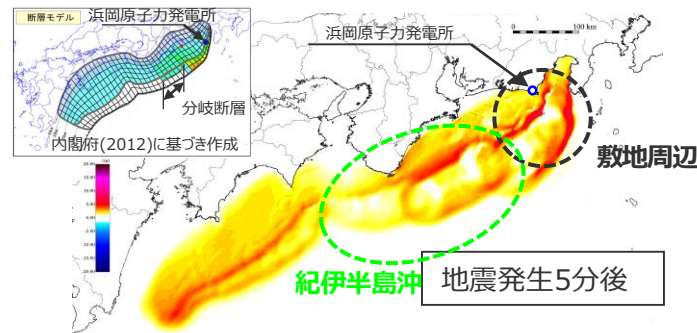 断層モデル
浜岡原子力発電所
分岐断層
内閣府(2012)に基づき作成
浜岡原子力発電所
0
100 km
敷地周辺
紀伊半島沖
地震発生5分後